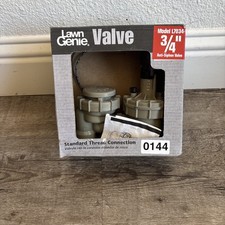 Lawn
Genie
Valve
Model L7034
3/4"
Anti-Siphon Valve
Standard Thread Connection
0144